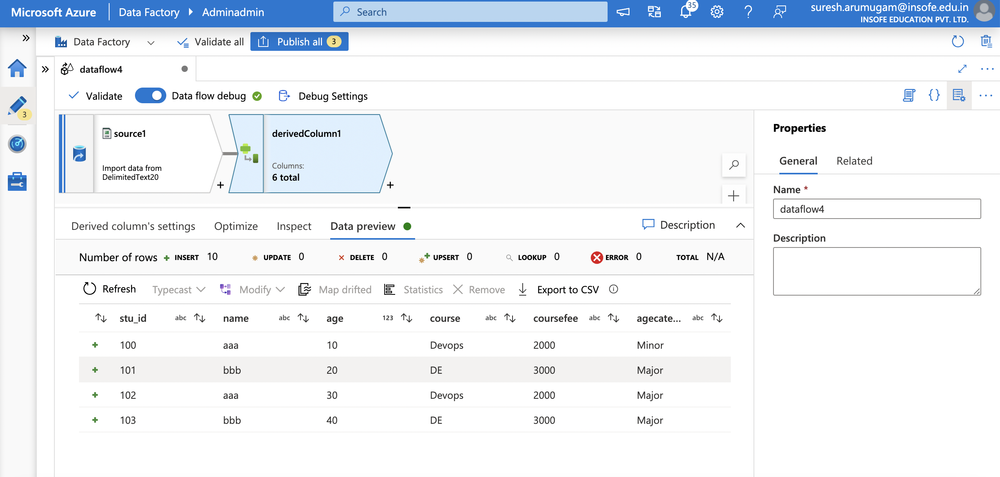 Microsoft Azure Data Factory Adminadmin Search 35 suresh.arumugam@insofe.edu.in
INSOFE EDUCATION PVT. LTD.
Data Factory Validate all Publish all 3
dataflow4
Validate Data flow debug Debug Settings
3
source1
Import data from
DelimitedText20
+
derivedColumn1
Columns:
6 total
+
Derived column's settings Optimize Inspect Data preview Description
Number of rows INSERT 10 UPDATE 0 DELETE 0 UPSERT 0 LOOKUP 0 ERROR 0 TOTAL N/A
Refresh Typecast Modify Map drifted Statistics Remove Export to CSV
stu_id abc name abc age 123 course abc coursefee abc agecate... abc
100 aaa 10 Devops 2000 Minor
101 bbb 20 DE 3000 Major
102 aaa 30 Devops 2000 Major
103 bbb 40 DE 3000 Major
Properties
General Related
Name *
dataflow4
Description